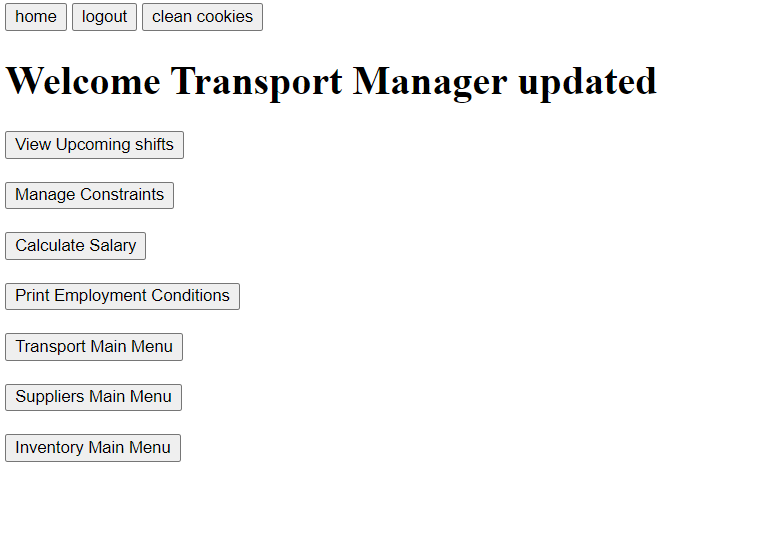 home logout clean cookies
Welcome Transport Manager updated
View Upcoming shifts
Manage Constraints
Calculate Salary
Print Employment Conditions
Transport Main Menu
Suppliers Main Menu
Inventory Main Menu